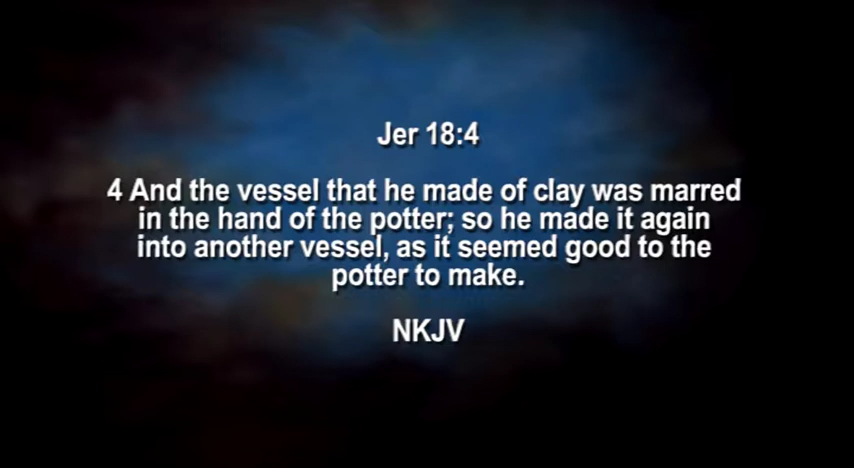 Jer 18:4
4 And the vessel that he made of clay was marred
in the hand of the potter; so he made it again
into another vessel, as it seemed good to the
potter to make.
NKJV